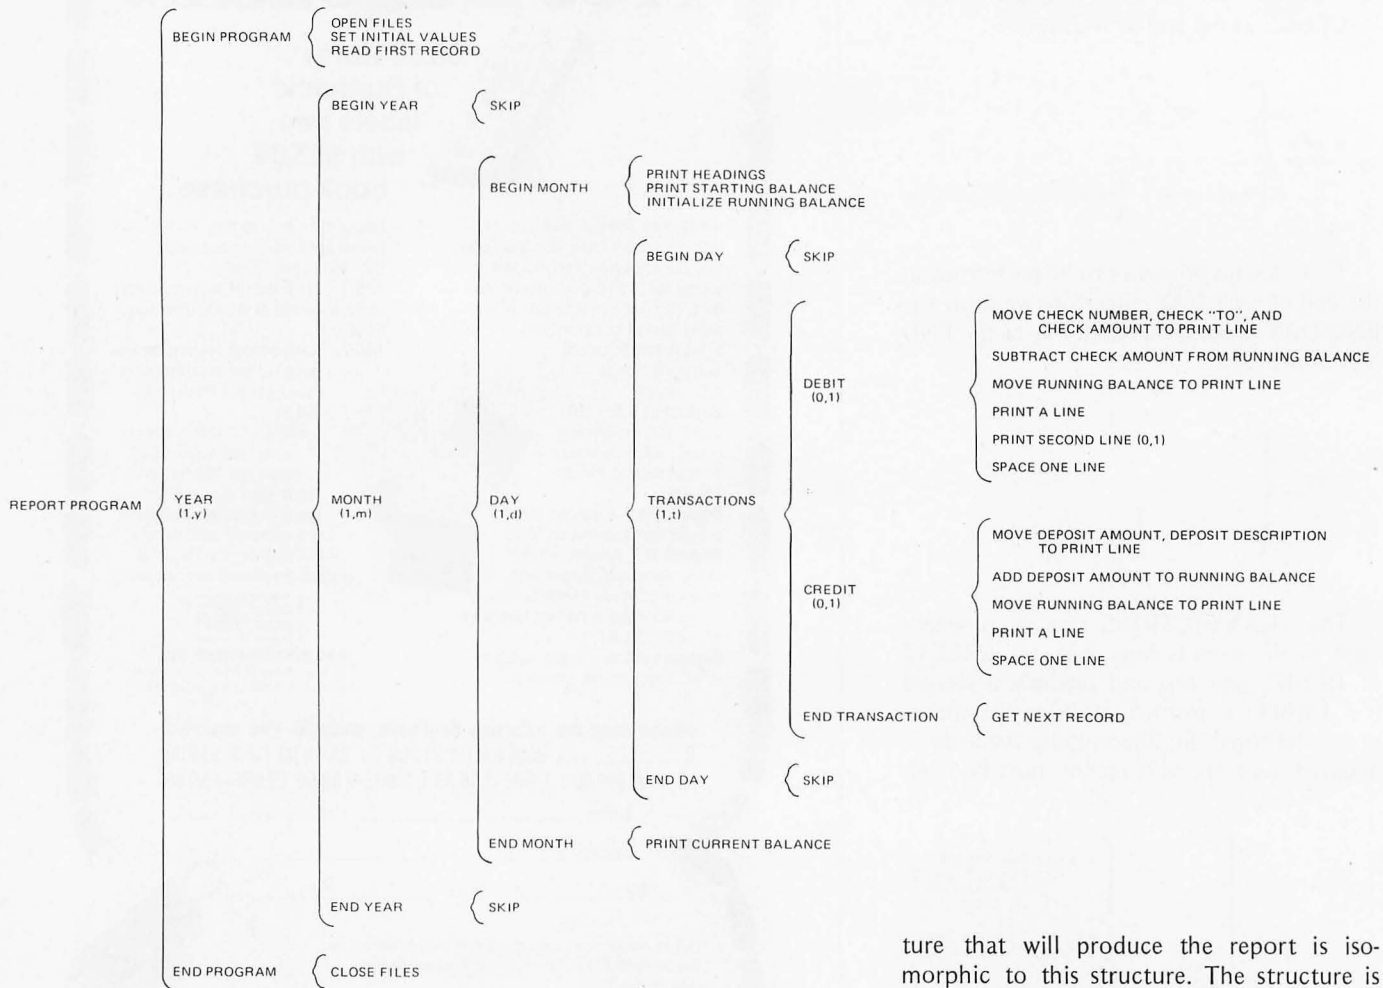 BEGIN PROGRAM
OPEN FILES
SET INITIAL VALUES
READ FIRST RECORD
BEGIN YEAR
SKIP
BEGIN MONTH
PRINT HEADINGS
PRINT STARTING BALANCE
INITIALIZE RUNNING BALANCE
BEGIN DAY
SKIP
DEBIT
(0,1)
MOVE CHECK NUMBER, CHECK "TO", AND
CHECK AMOUNT TO PRINT LINE
SUBTRACT CHECK AMOUNT FROM RUNNING BALANCE
MOVE RUNNING BALANCE TO PRINT LINE
PRINT A LINE
PRINT SECOND LINE (0,1)
SPACE ONE LINE
REPORT PROGRAM
YEAR
(1,y)
MONTH
(1,m)
DAY
(1,d)
TRANSACTIONS
(1,t)
CREDIT
(0,1)
MOVE DEPOSIT AMOUNT, DEPOSIT DESCRIPTION
TO PRINT LINE
ADD DEPOSIT AMOUNT TO RUNNING BALANCE
MOVE RUNNING BALANCE TO PRINT LINE
PRINT A LINE
SPACE ONE LINE
END TRANSACTION
GET NEXT RECORD
END DAY
SKIP
END MONTH
PRINT CURRENT BALANCE
END YEAR
SKIP
END PROGRAM
CLOSE FILES
ture that will produce the report is iso-
morphic to this structure. The structure is